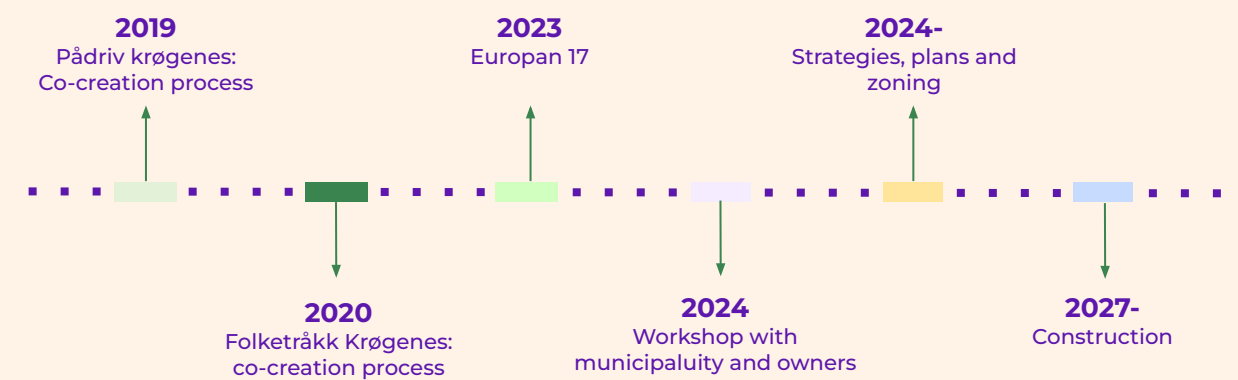 2019
Pådriv krøgenes:
Co-creation process
2020
Folketråkk Krøgenes:
co-creation process
2023
Europan 17
2024
Workshop with
municipaluity and owners
2024-
Strategies, plans and
zoning
2027-
Construction